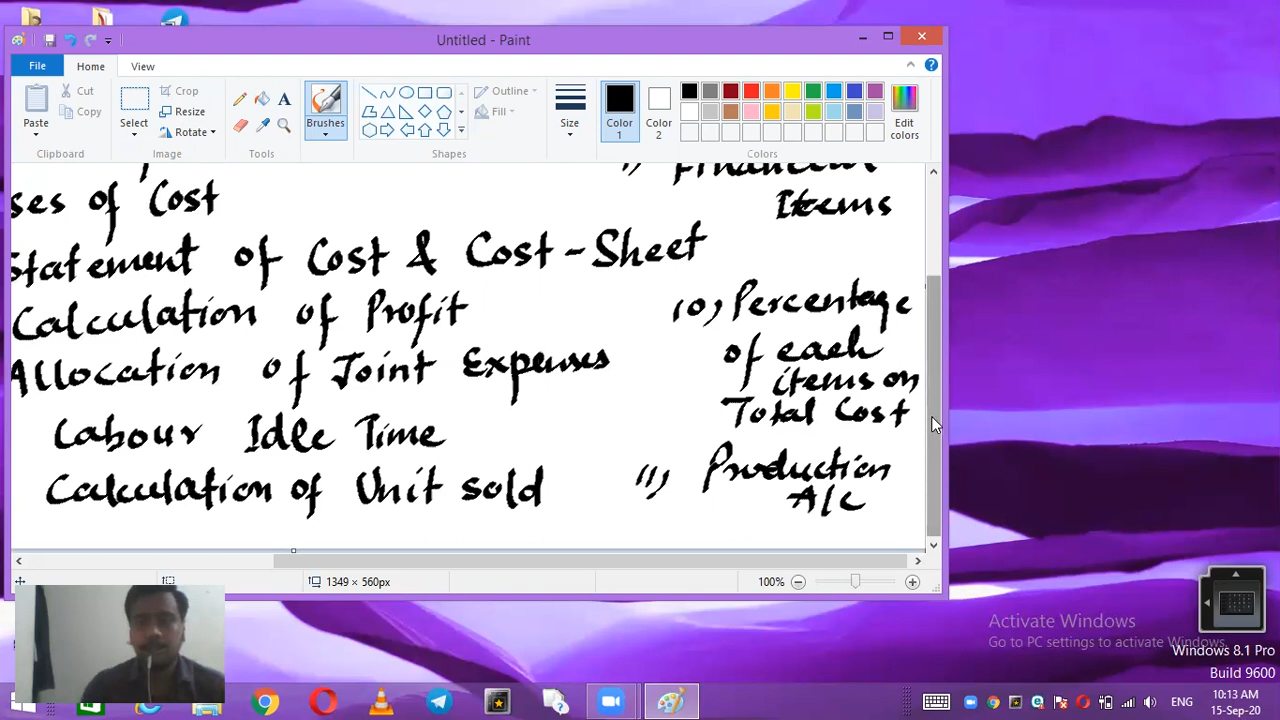 Untitled - Paint
File Home View
Paste
Cut
Copy
Clipboard
Select
Crop
Resize
Rotate
Image
Tools
Brushes
Outline
Fill
Shapes
Size
Color 1
Color 2
Edit colors
Colors
ses of Cost
Statement of Cost & Cost-Sheet
Calculation of Profit
Allocation of Joint Expenses
Labour Idle Time
Calculation of Unit sold
Financial
Items
10) Percentage
of each
items on
Total Cost
11) Production
A/C
1349 × 560px
100%
Activate Windows
Go to PC settings to activate Windows.
Windows 8.1 Pro
Build 9600
ENG
10:13 AM
15-Sep-20